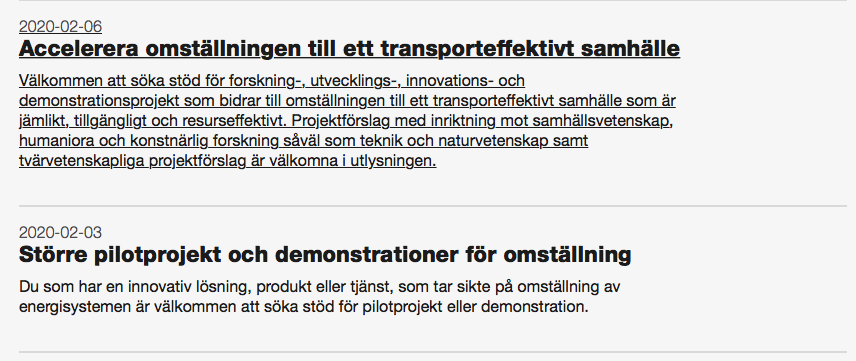 2020-02-06
Accelerera omställningen till ett transporteffektivt samhälle
Välkommen att söka stöd för forskning-, utvecklings-, innovations- och
demonstrationsprojekt som bidrar till omställningen till ett transporteffektivt samhälle som är
jämlikt, tillgängligt och resurseffektivt. Projektförslag med inriktning mot samhällsvetenskap,
humaniora och konstnärlig forskning såväl som teknik och naturvetenskap samt
tvärvetenskapliga projektförslag är välkomna i utlysningen.
2020-02-03
Större pilotprojekt och demonstrationer för omställning
Du som har en innovativ lösning, produkt eller tjänst, som tar sikte på omställning av
energisystemen är välkommen att söka stöd för pilotprojekt eller demonstration.